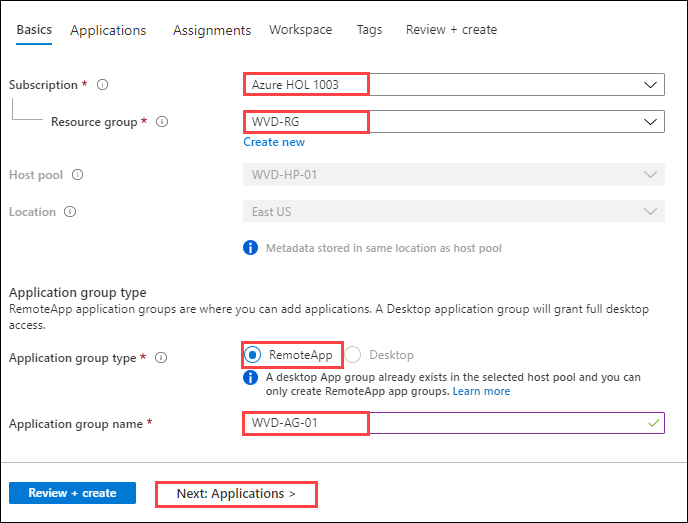 Basics Applications Assignments Workspace Tags Review + create
Subscription * Azure HOL 1003
Resource group * WVD-RG
Create new
Host pool WVD-HP-01
Location East US
Metadata stored in same location as host pool
Application group type
RemoteApp application groups are where you can add applications. A Desktop application group will grant full desktop
access.
Application group type * RemoteApp Desktop
A desktop App group already exists in the selected host pool and you can
only create RemoteApp app groups. Learn more
Application group name * WVD-AG-01
Review + create Next: Applications >